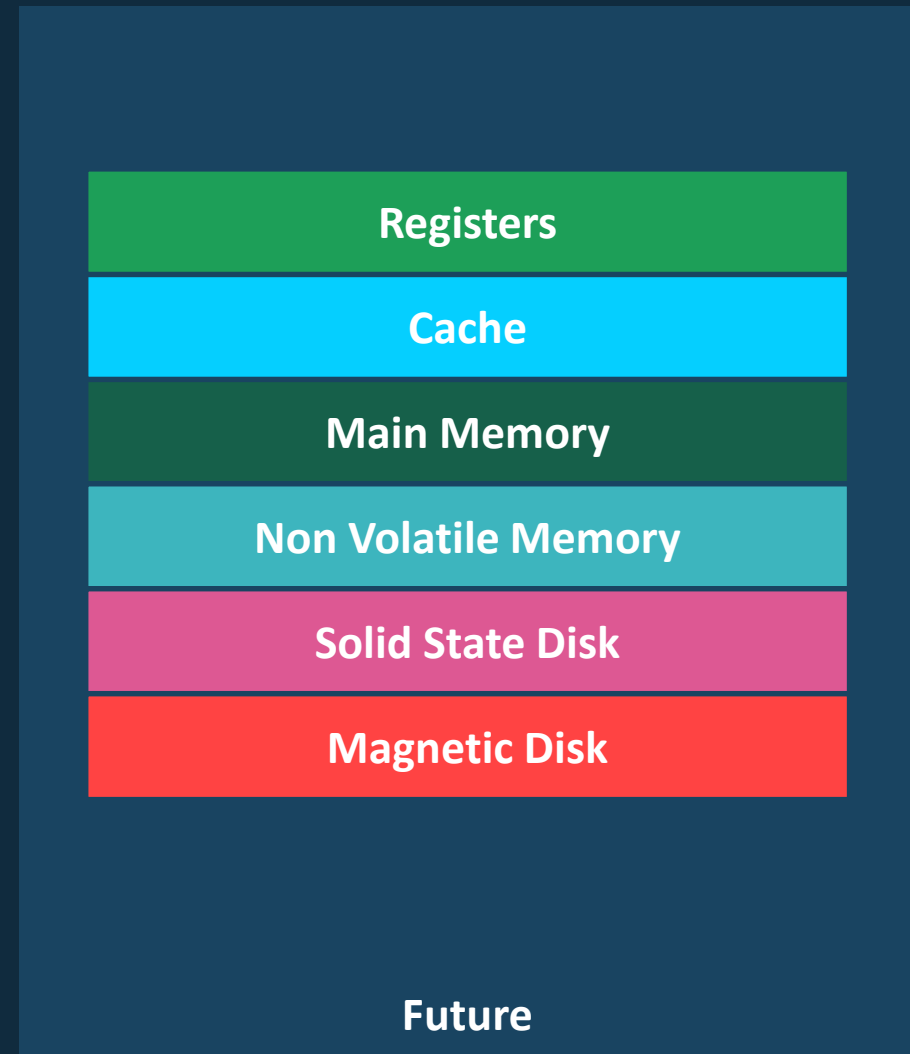 Registers
Cache
Main Memory
Non Volatile Memory
Solid State Disk
Magnetic Disk
Future